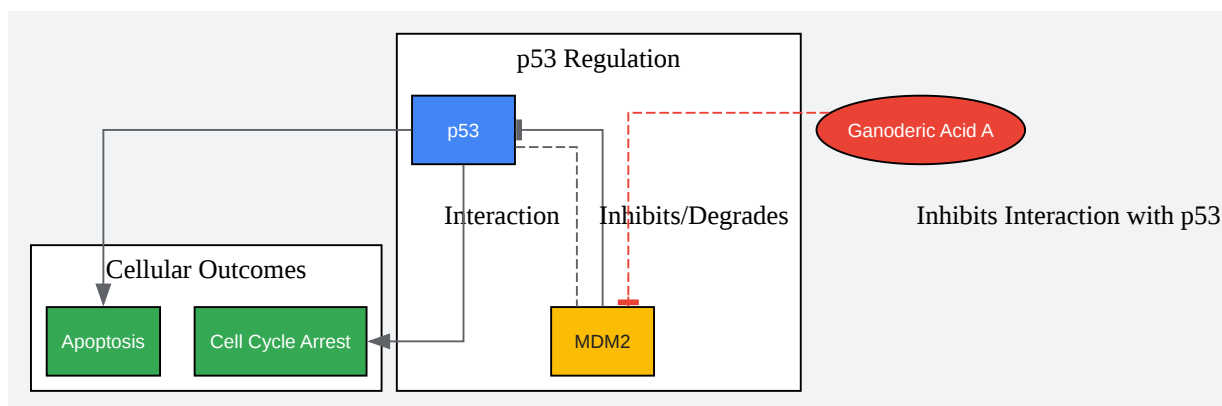 p53 Regulation
p53
Ganoderic Acid A
Interaction
Inhibits/Degrades
Inhibits Interaction with p53
Cellular Outcomes
Apoptosis
Cell Cycle Arrest
MDM2